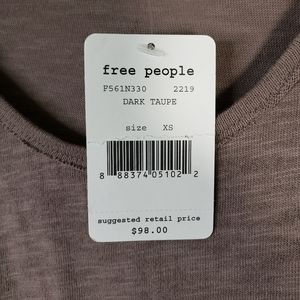 free people
F561N330 2219
DARK TAUPE
size XS
8 88374 05102 2
suggested retail price
$98.00